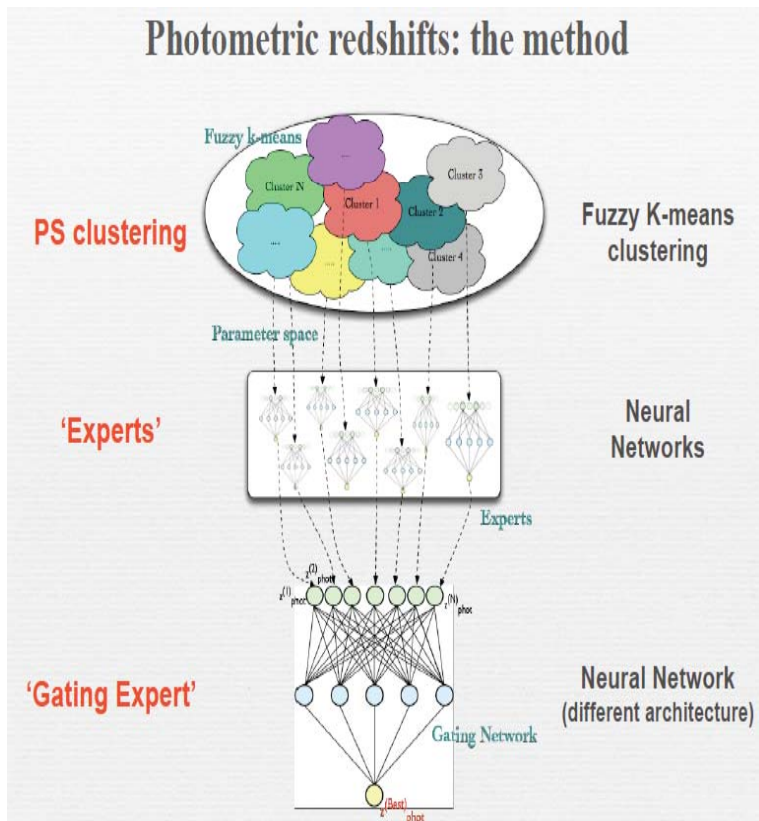 Photometric redshifts: the method
Fuzzy k-means
....
Cluster N
Cluster 3
Cluster 1
Cluster 2
....
....
.....
Cluster 4
PS clustering
Fuzzy K-means
clustering
Parameter space
‘Experts’
Neural
Networks
Experts
z(2)phot
z(1)phot
z(N)phot
‘Gating Expert’
Neural Network
(different architecture)
Gating Network
z(Best)phot